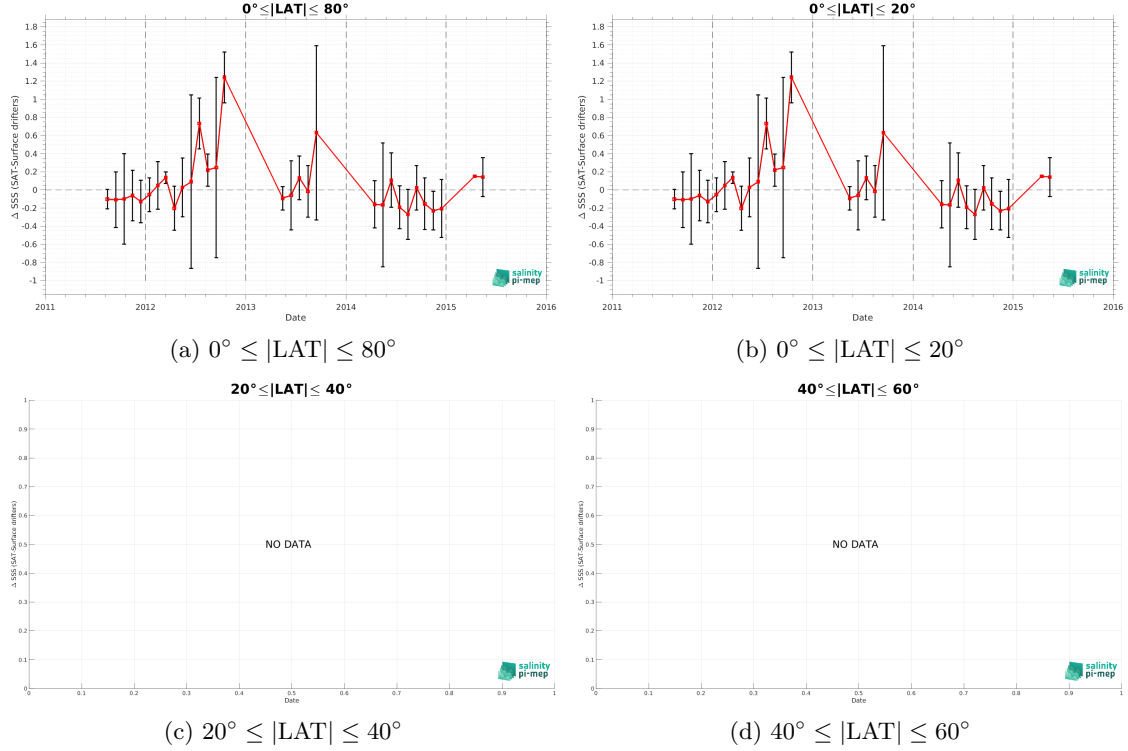 0°≤|LAT|≤ 80°
Δ SSS (SAT-Surface drifters)
1.8
1.6
1.4
1.2
1
0.8
0.6
0.4
0.2
0
-0.2
-0.4
-0.6
-0.8
-1
salinity
pi-mep
2011 2012 2013 2014 2015 2016
Date
(a) 0° ≤ |LAT| ≤ 80°
0°≤|LAT|≤ 20°
Δ SSS (SAT-Surface drifters)
1.8
1.6
1.4
1.2
1
0.8
0.6
0.4
0.2
0
-0.2
-0.4
-0.6
-0.8
-1
salinity
pi-mep
2011 2012 2013 2014 2015 2016
Date
(b) 0° ≤ |LAT| ≤ 20°
20°≤|LAT|≤ 40°
Δ SSS (SAT-Surface drifters)
1
0.9
0.8
0.7
0.6
0.5
0.4
0.3
0.2
0.1
0
NO DATA
salinity
pi-mep
0 0.1 0.2 0.3 0.4 0.5 0.6 0.7 0.8 0.9 1
Date
(c) 20° ≤ |LAT| ≤ 40°
40°≤|LAT|≤ 60°
Δ SSS (SAT-Surface drifters)
1
0.9
0.8
0.7
0.6
0.5
0.4
0.3
0.2
0.1
0
NO DATA
salinity
pi-mep
0 0.1 0.2 0.3 0.4 0.5 0.6 0.7 0.8 0.9 1
Date
(d) 40° ≤ |LAT| ≤ 60°